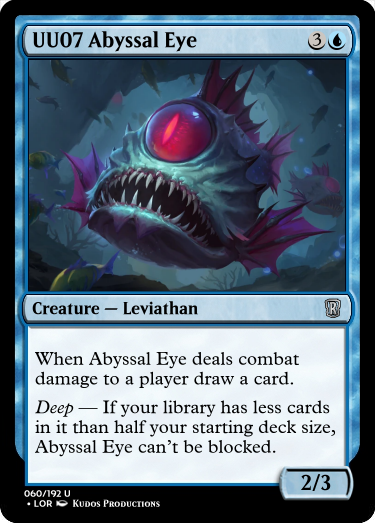 UU07 Abyssal Eye 3
Creature — Leviathan R
When Abyssal Eye deals combat
damage to a player draw a card.
Deep — If your library has less cards
in it than half your starting deck size,
Abyssal Eye can't be blocked.
2/3
060/192 U
• LOR Kudos Productions